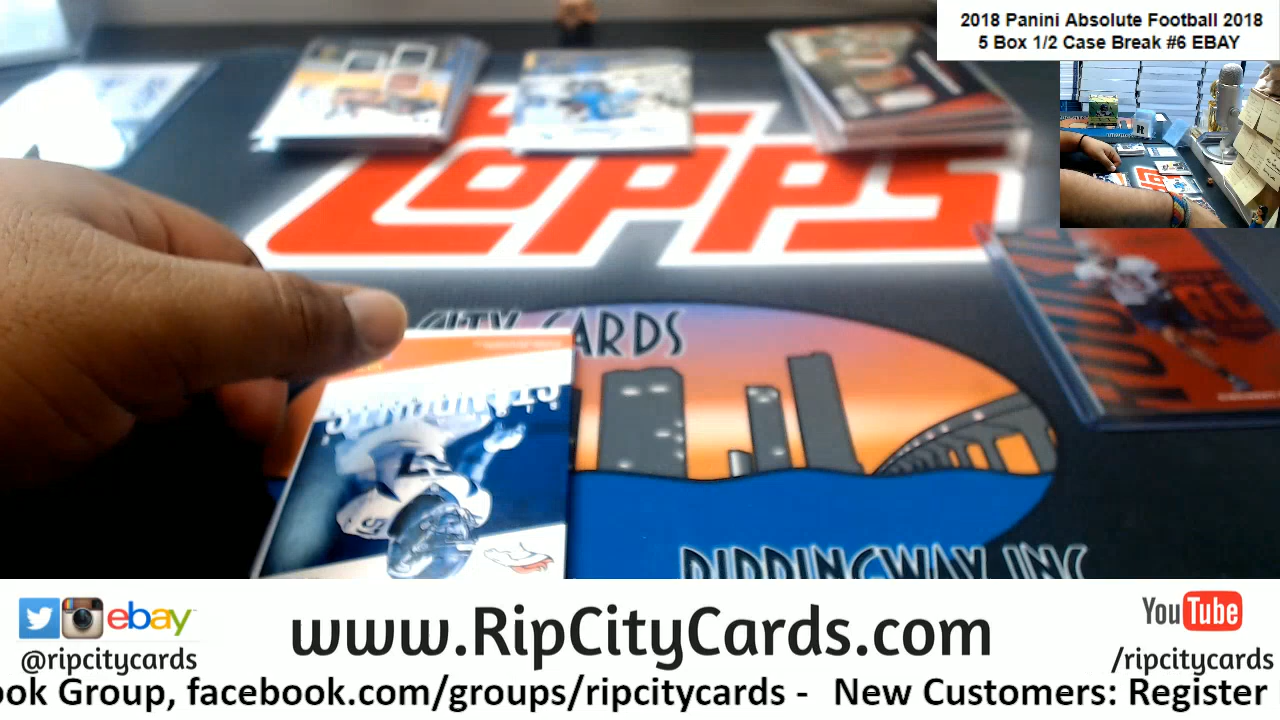 2018 Panini Absolute Football 2018
5 Box 1/2 Case Break #6 EBAY
TOPPS
CITY CARDS
RIPPINGWAY INC
ebay
www.RipCityCards.com
YouTube
@ripcitycards
/ripcitycards
ook Group, facebook.com/groups/ripcitycards - New Customers: Register